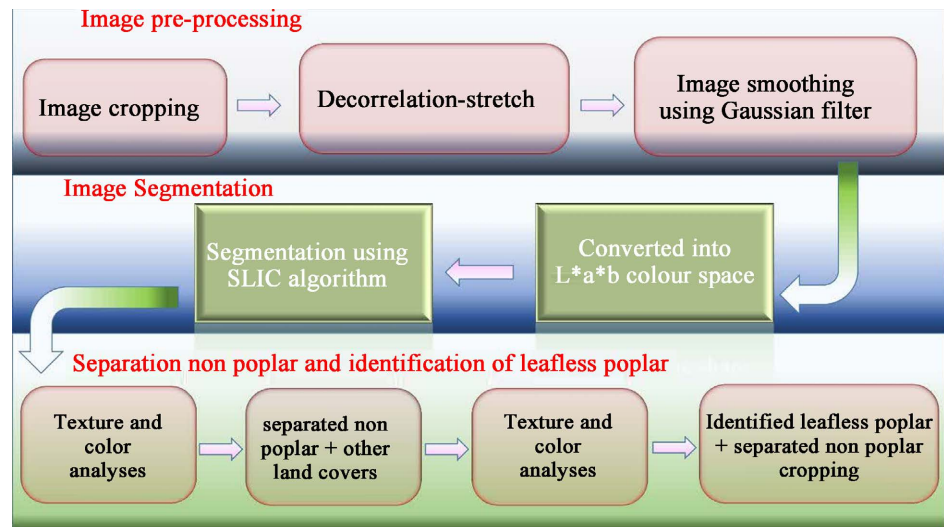 Image pre-processing
Image cropping
Decorrelation-stretch
Image smoothing
using Gaussian filter
Image Segmentation
Converted into
L*a*b colour space
Segmentation using
SLIC algorithm
Separation non poplar and identification of leafless poplar
Texture and
color
analyses
separated non
poplar + other
land covers
Texture and
color
analyses
Identified leafless poplar
+ separated non poplar
cropping